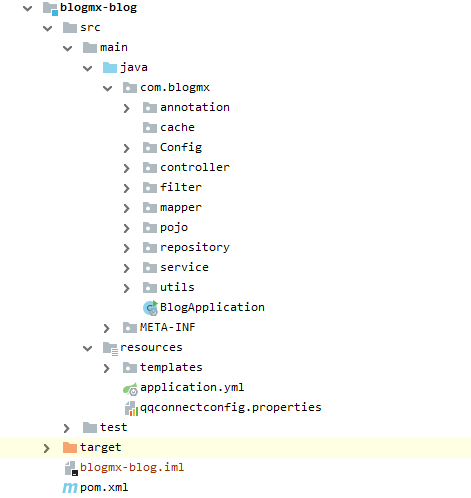 blogmx-blog
src
main
java
com.blogmx
annotation
cache
Config
controller
filter
mapper
pojo
repository
service
utils
BlogApplication
META-INF
resources
templates
application.yml
qqconnectconfig.properties
test
target
blogmx-blog.iml
pom.xml